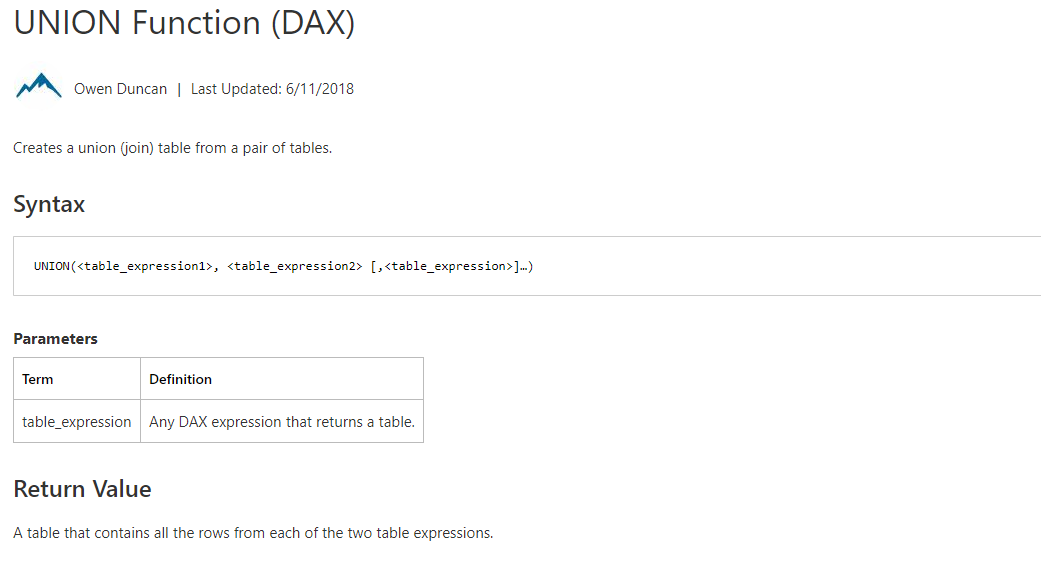 UNION Function (DAX)
Owen Duncan | Last Updated: 6/11/2018
Creates a union (join) table from a pair of tables.
Syntax
UNION(<table_expression1>, <table_expression2> [,<table_expression>]…)
Parameters
Term Definition
table_expression Any DAX expression that returns a table.
Return Value
A table that contains all the rows from each of the two table expressions.